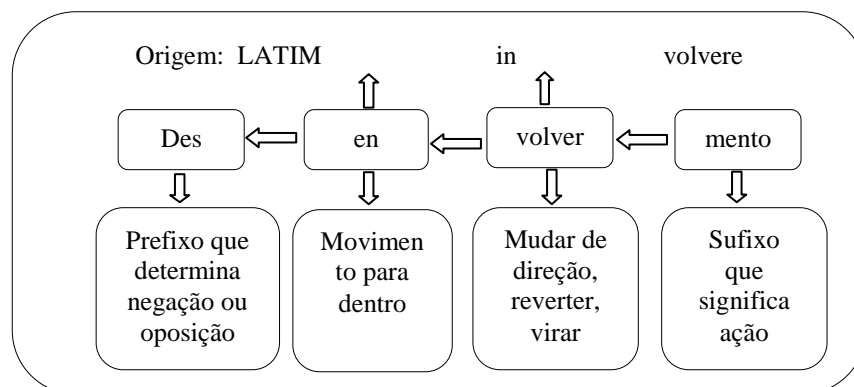 Origem: LATIM in volvere
Des en volver mento
Prefixo que
determina
negação ou
oposição
Movimen
to para
dentro
Mudar de
direção,
reverter,
virar
Sufixo
que
significa
ação